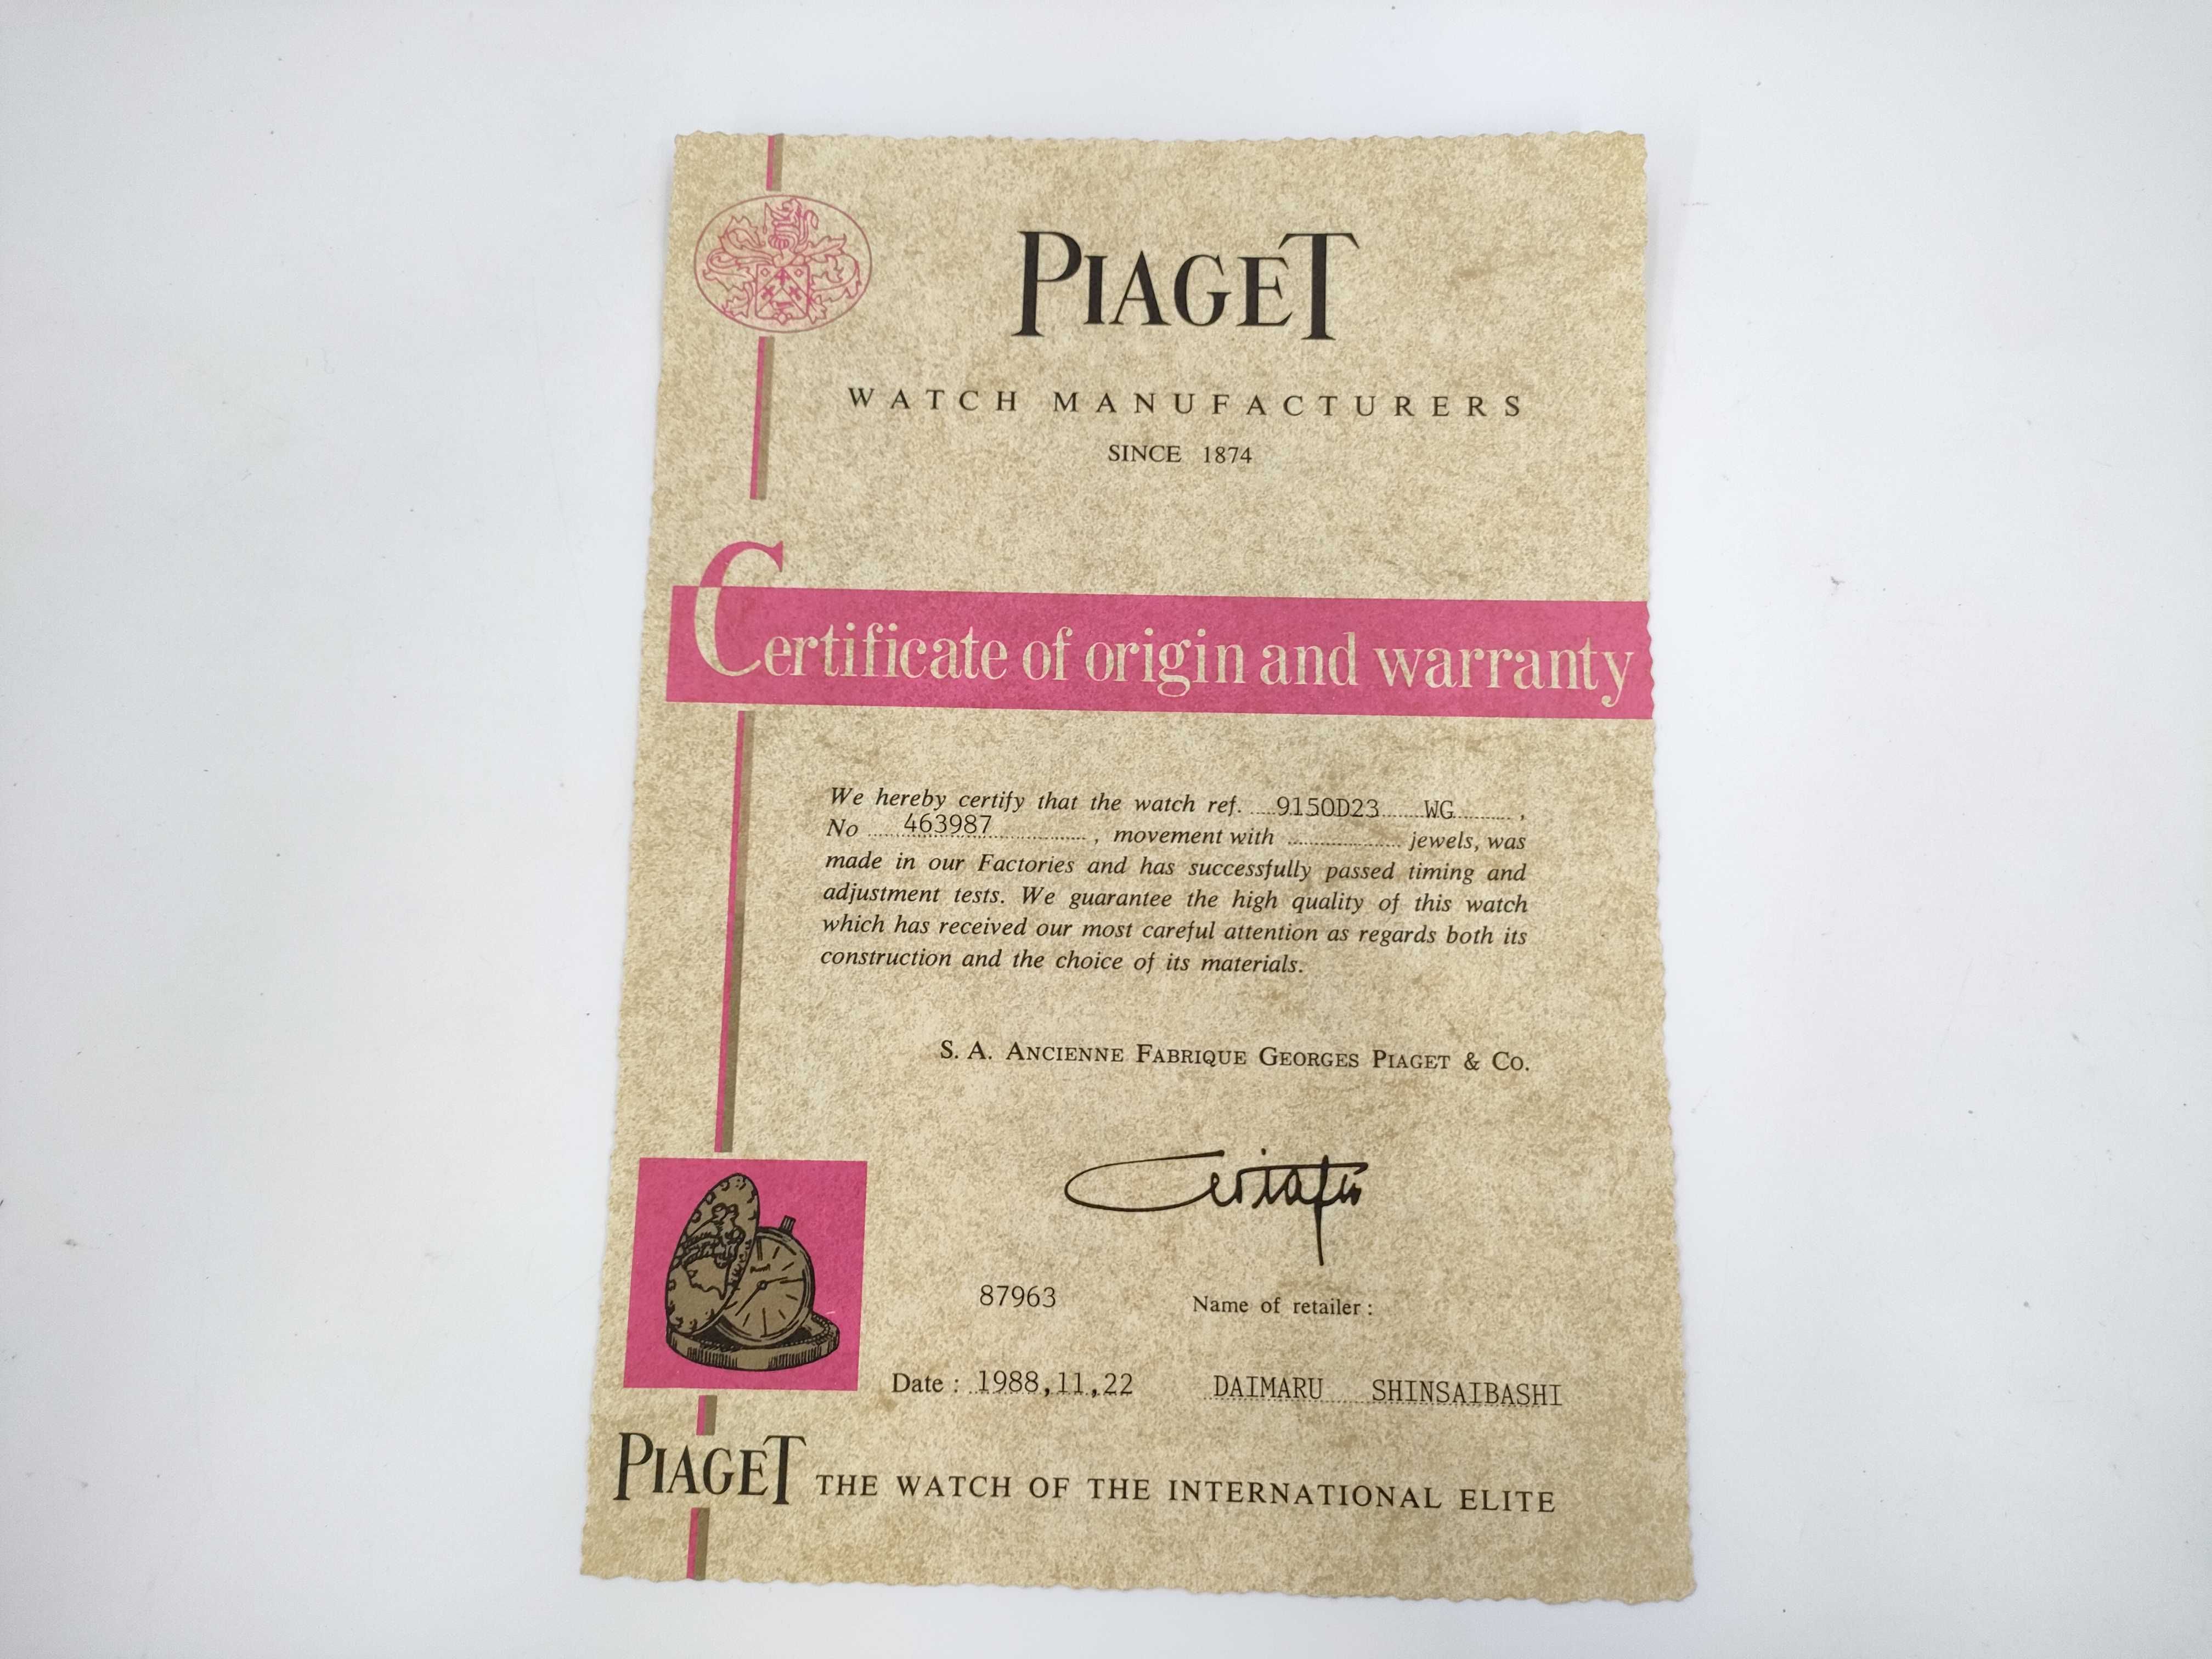 PIAGET
WATCH MANUFACTURERS
SINCE 1874
Certificate of origin and warranty
We hereby certify that the watch ref. 9150D23 WG ,
No 463987 , movement with jewels, was
made in our Factories and has successfully passed timing and
adjustment tests. We guarantee the high quality of this watch
which has received our most careful attention as regards both its
construction and the choice of its materials.
S. A. ANCIENNE FABRIQUE GEORGES PIAGET & CO.
87963 Name of retailer :
Date : 1988,11,22 DAIMARU SHINSAIBASHI
PIAGET THE WATCH OF THE INTERNATIONAL ELITE